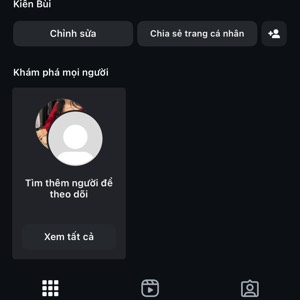 Kiên Bùi
Chỉnh sửa
Chia sẻ trang cá nhân
Khám phá mọi người
Tìm thêm người để
theo dõi
Xem tất cả